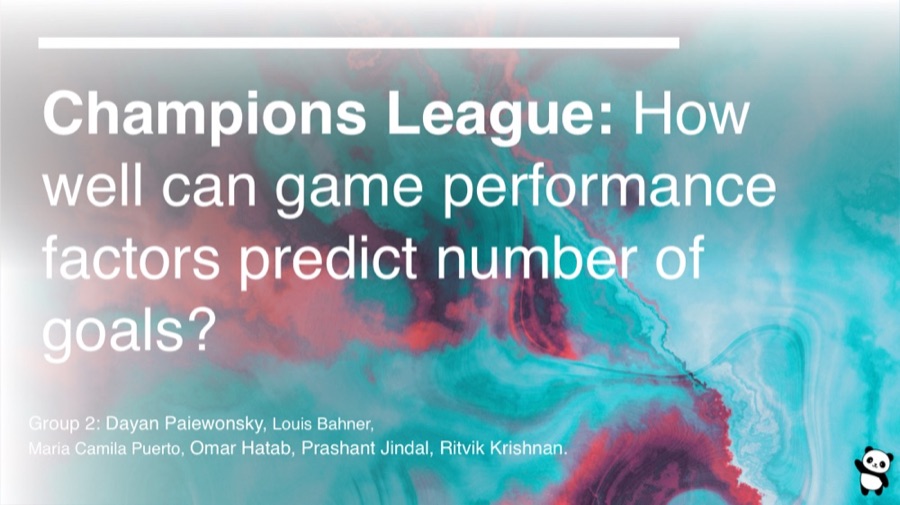 Champions League: How
well can game performance
factors predict number of
goals?
Group 2: Dayan Paiewonsky, Louis Bahner,
Maria Camila Puerto, Omar Hatab, Prashant Jindal, Ritvik Krishnan.